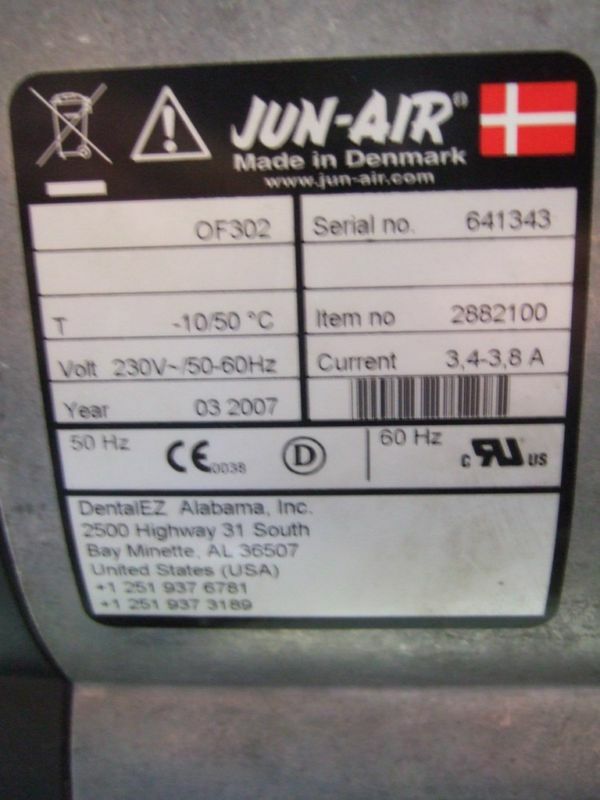 JUN-AIR®
Made in Denmark
www.jun-air.com
OF302
Serial no. 641343
T -10/50 °C
Item no 2882100
Volt 230V~/50-60Hz
Current 3,4-3,8 A
Year 03 2007
50 Hz CE 0038 D 60 Hz c RU US
DentalEZ Alabama, Inc.
2500 Highway 31 South
Bay Minette, AL 36507
United States (USA)
+1 251 937 6781
+1 251 937 3189